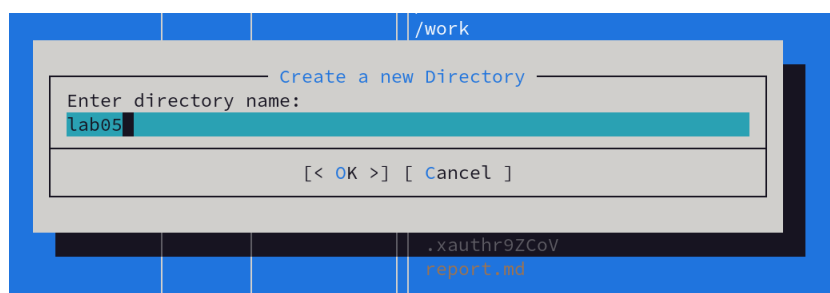 /work
Create a new Directory
Enter directory name:
lab05
[< OK >] [ Cancel ]
.xauthr9ZCoV
report.md